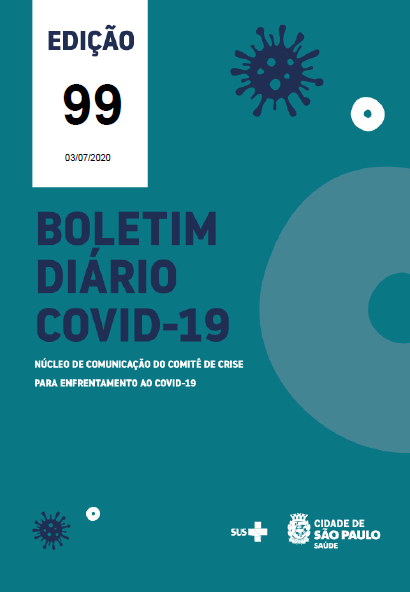 EDIÇÃO
99
03/07/2020
BOLETIM
DIÁRIO
COVID-19
NÚCLEO DE COMUNICAÇÃO DO COMITÊ DE CRISE
PARA ENFRENTAMENTO AO COVID-19
SUS
CIDADE DE
SÃO PAULO
SAÚDE